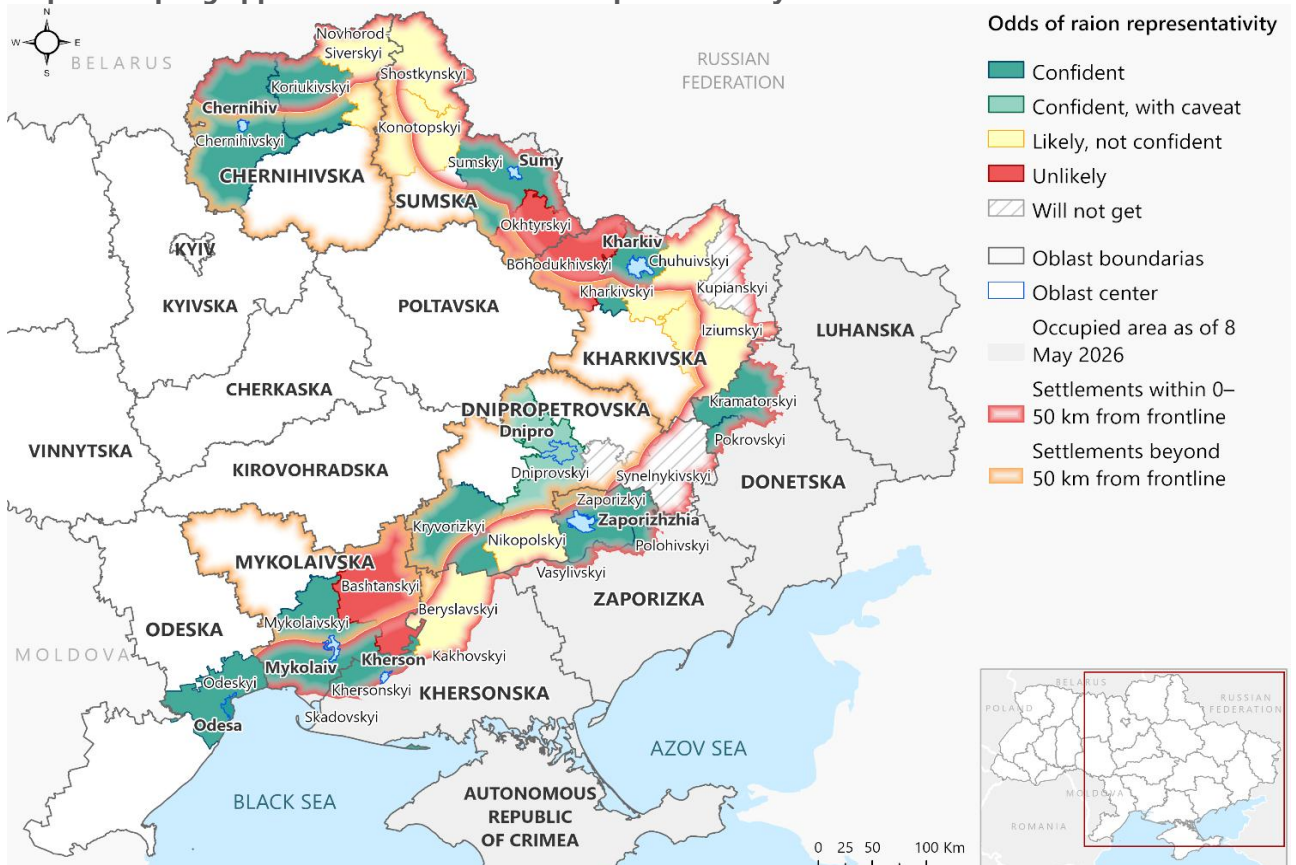 N
W
E
S
BELARUS
RUSSIAN
FEDERATION
Novhorod-
Siverskyi
Shostkynskyi
Koriukivskyi
Chernihiv
Chernihivskyi
Konotopskyi
CHERNIHIVSKA
SUMSKA
Sumskyi
Sumy
Okhtyrskyi
Kharkiv
Bohodukhivskyi
Chuhuivskyi
Kharkivskyi
Kupianskyi
Iziumskyi
KYIV
KYIVSKA
POLTAVSKA
KHARKIVSKA
LUHANSKA
CHERKASKA
Kramatorskyi
DNIPROPETROVSKA
Dnipro
Pokrovskyi
VINNYTSKA
KIROVOHRADSKA
Dniprovskyi
Synelnykivskyi
DONETSKA
Zaporizkyi
Zaporizhzhia
Kryvorizkyi
Nikopolskyi
Polohivskyi
Vasylivskyi
MYKOLAIVSKA
Bashtanskyi
ZAPORIZKA
Beryslavskyi
Mykolaivskyi
ODESKA
MOLDOVA
Kakhovskyi
Mykolaiv
Kherson
Khersonskyi
KHERSONSKA
Odeskyi
Skadovskyi
Odesa
AZOV SEA
BLACK SEA
AUTONOMOUS
REPUBLIC
OF CRIMEA
0 25 50 100 Km
Odds of raion representativity
Confident
Confident, with caveat
Likely, not confident
Unlikely
Will not get
Oblast boundarias
Oblast center
Occupied area as of 8
May 2026
Settlements within 0–
50 km from frontline
Settlements beyond
50 km from frontline
BELARUS
POLAND
RUSSIAN
FEDERATION
MOLDOVA
ROMANIA